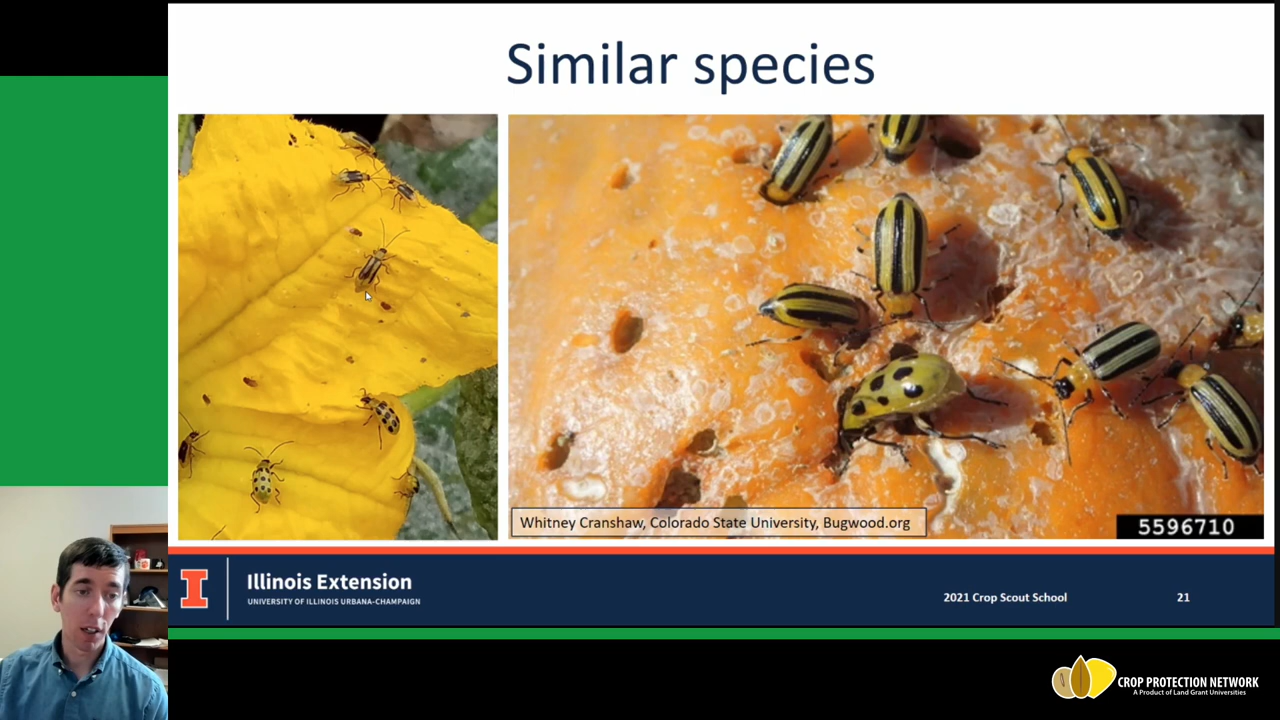 Similar species
Whitney Cranshaw, Colorado State University, Bugwood.org
5596710
I
Illinois Extension
UNIVERSITY OF ILLINOIS URBANA-CHAMPAIGN
2021 Crop Scout School
21
CROP PROTECTION NETWORK
A Product of Land Grant Universities